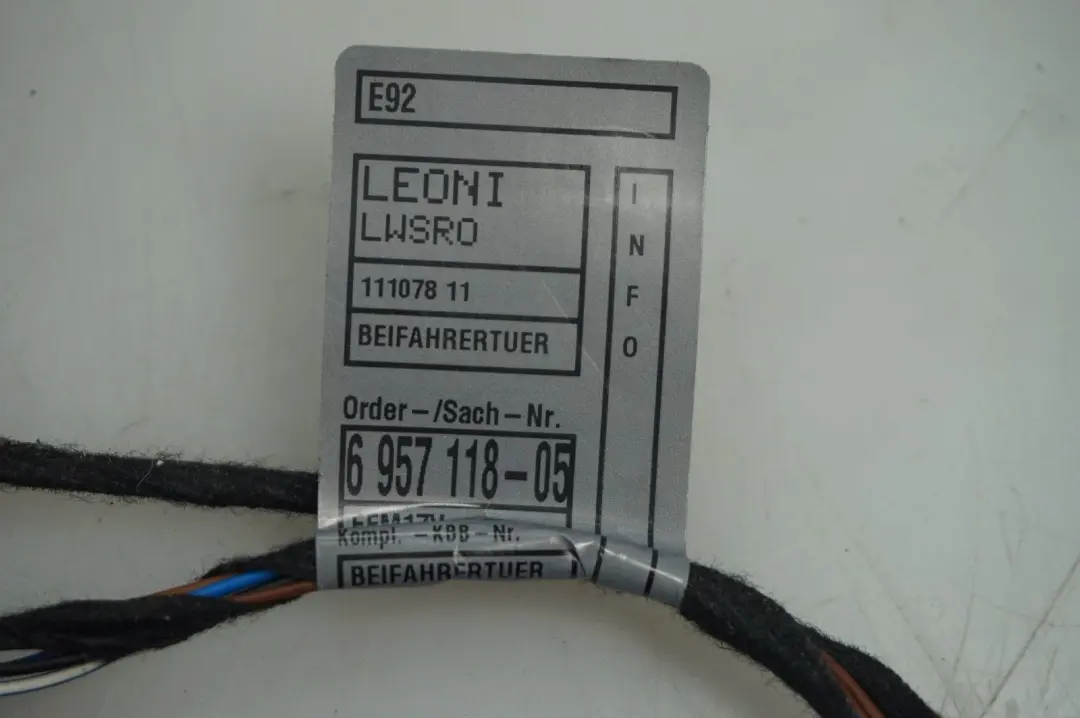 E92
LEONI
LWSRO
111078 11
BEIFAHRERTUER
I
N
F
O
Order-/Sach-Nr.
6 957 118-05
Kompl. -KBB-Nr.
BEIFAHRERTUER